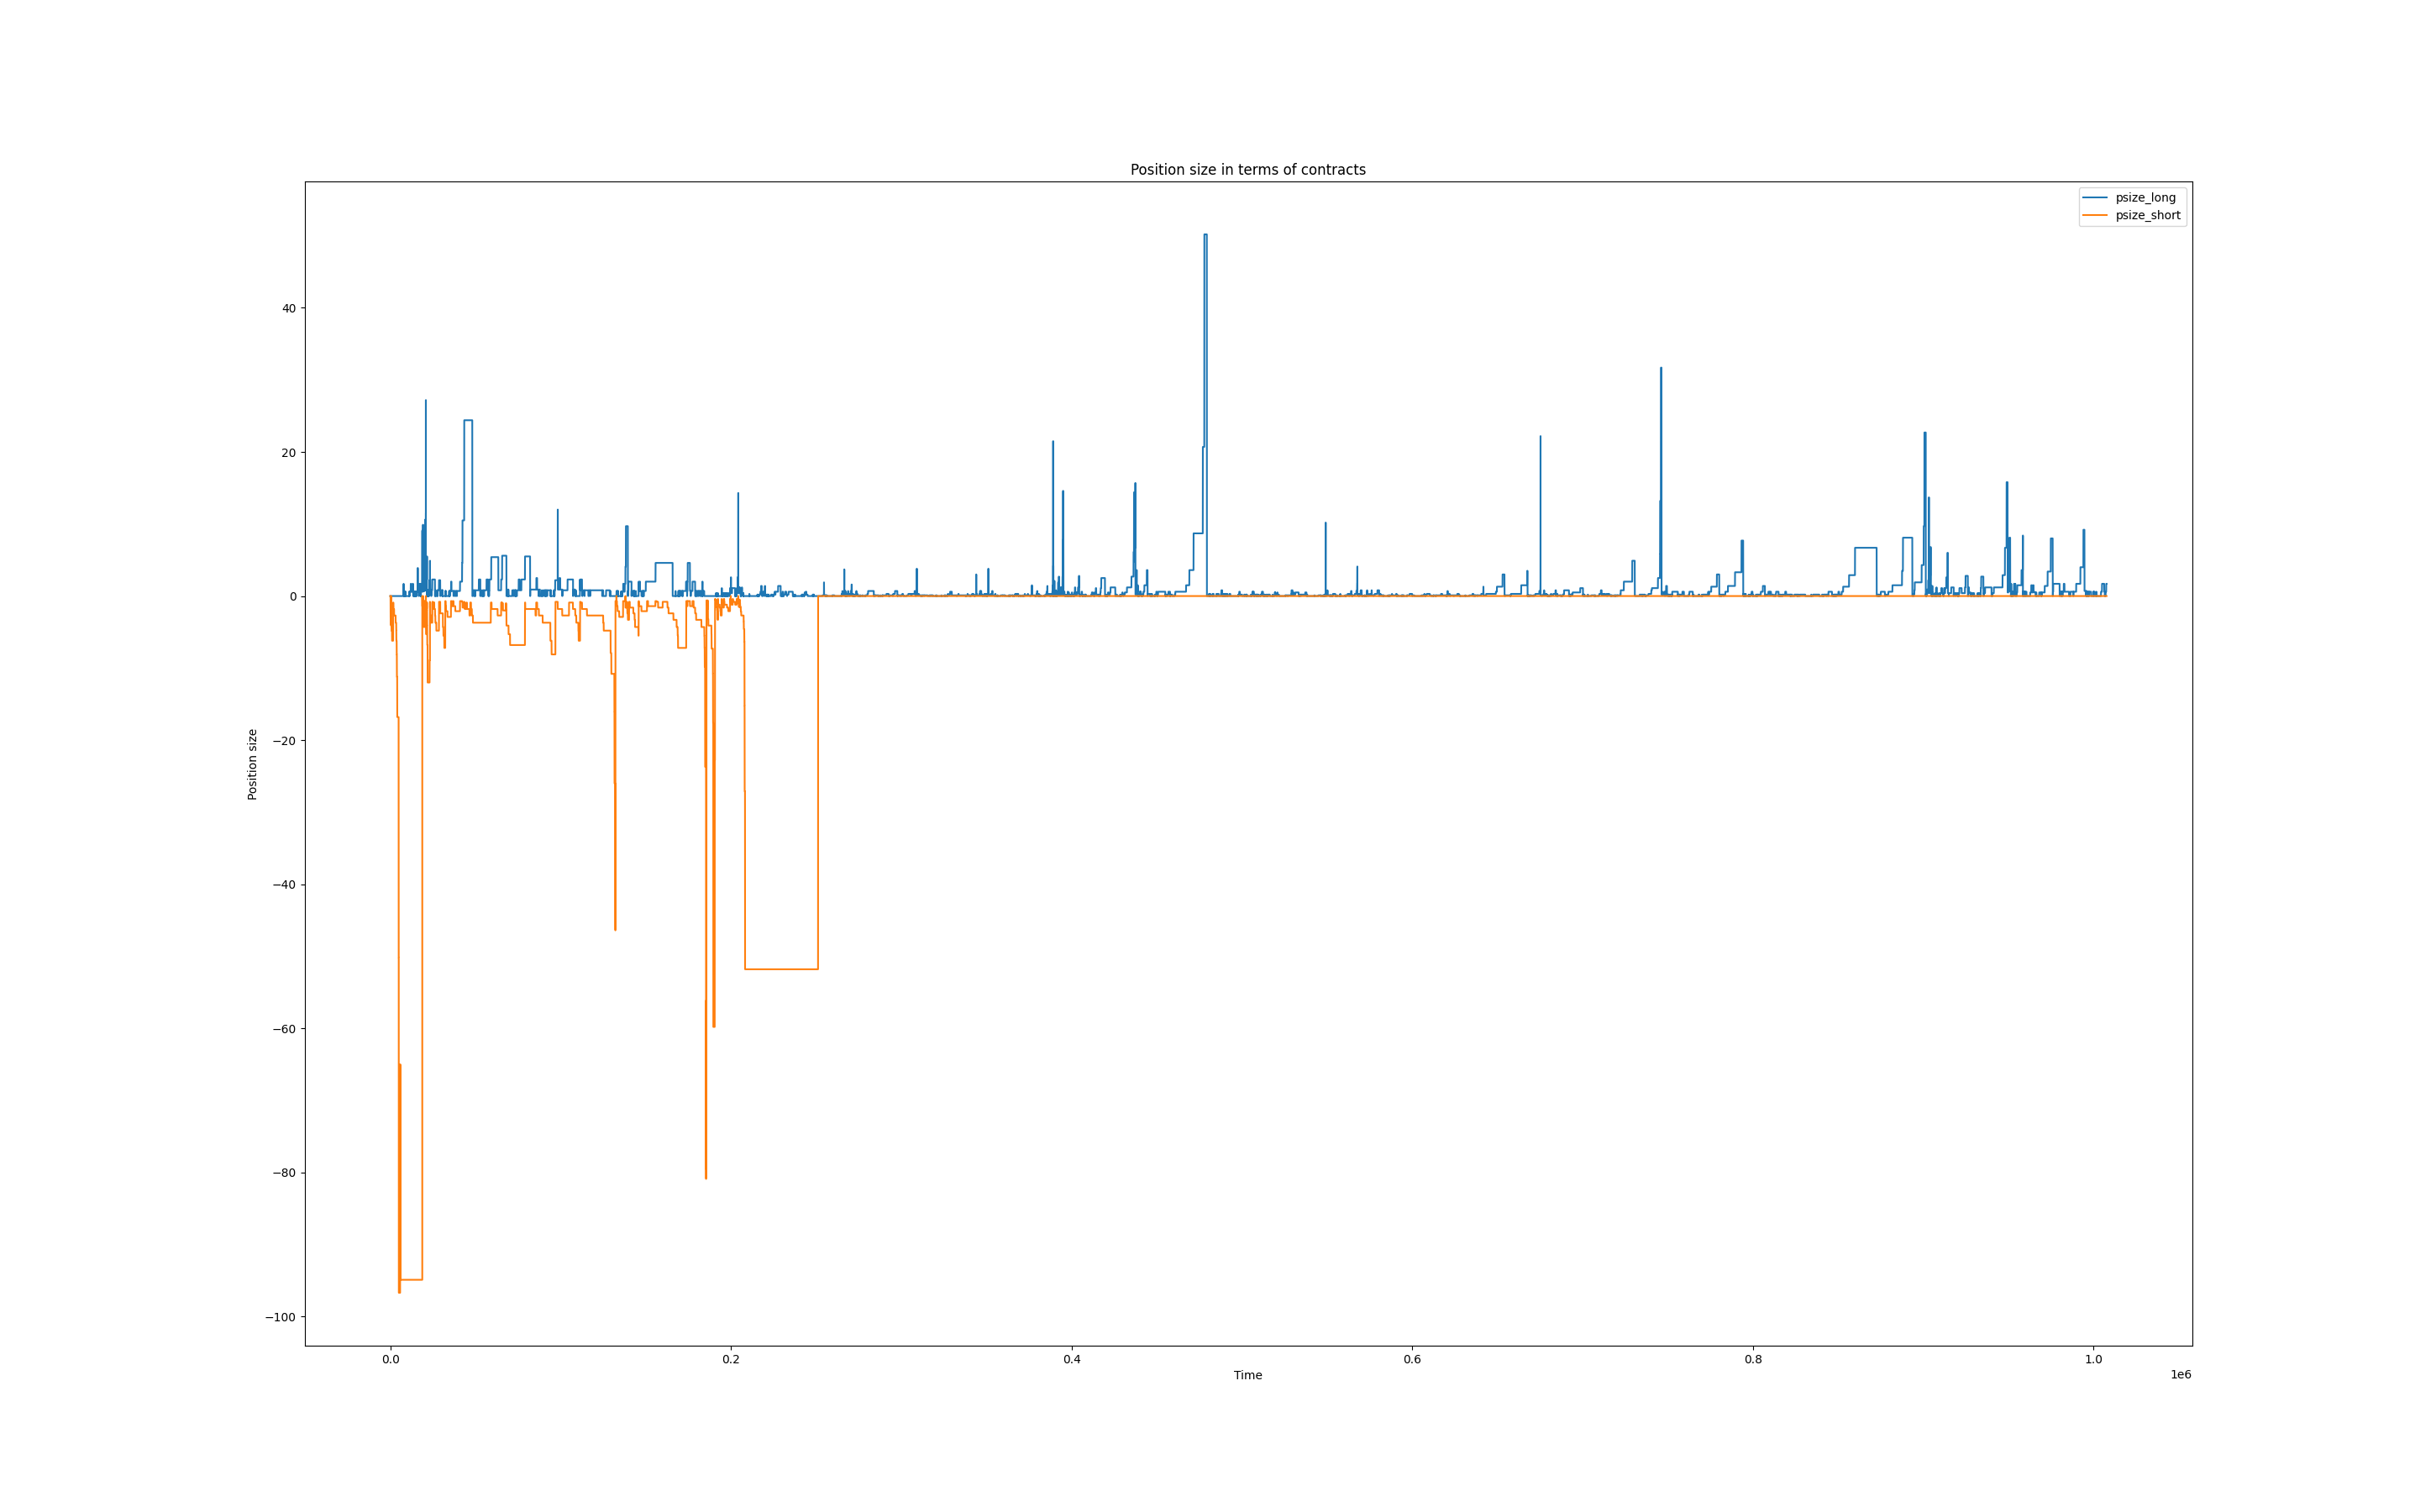 Position size in terms of contracts
psize_long
psize_short
40
20
0
−20
−40
−60
−80
−100
Position size
0.0 0.2 0.4 0.6 0.8 1.0
Time
1e6